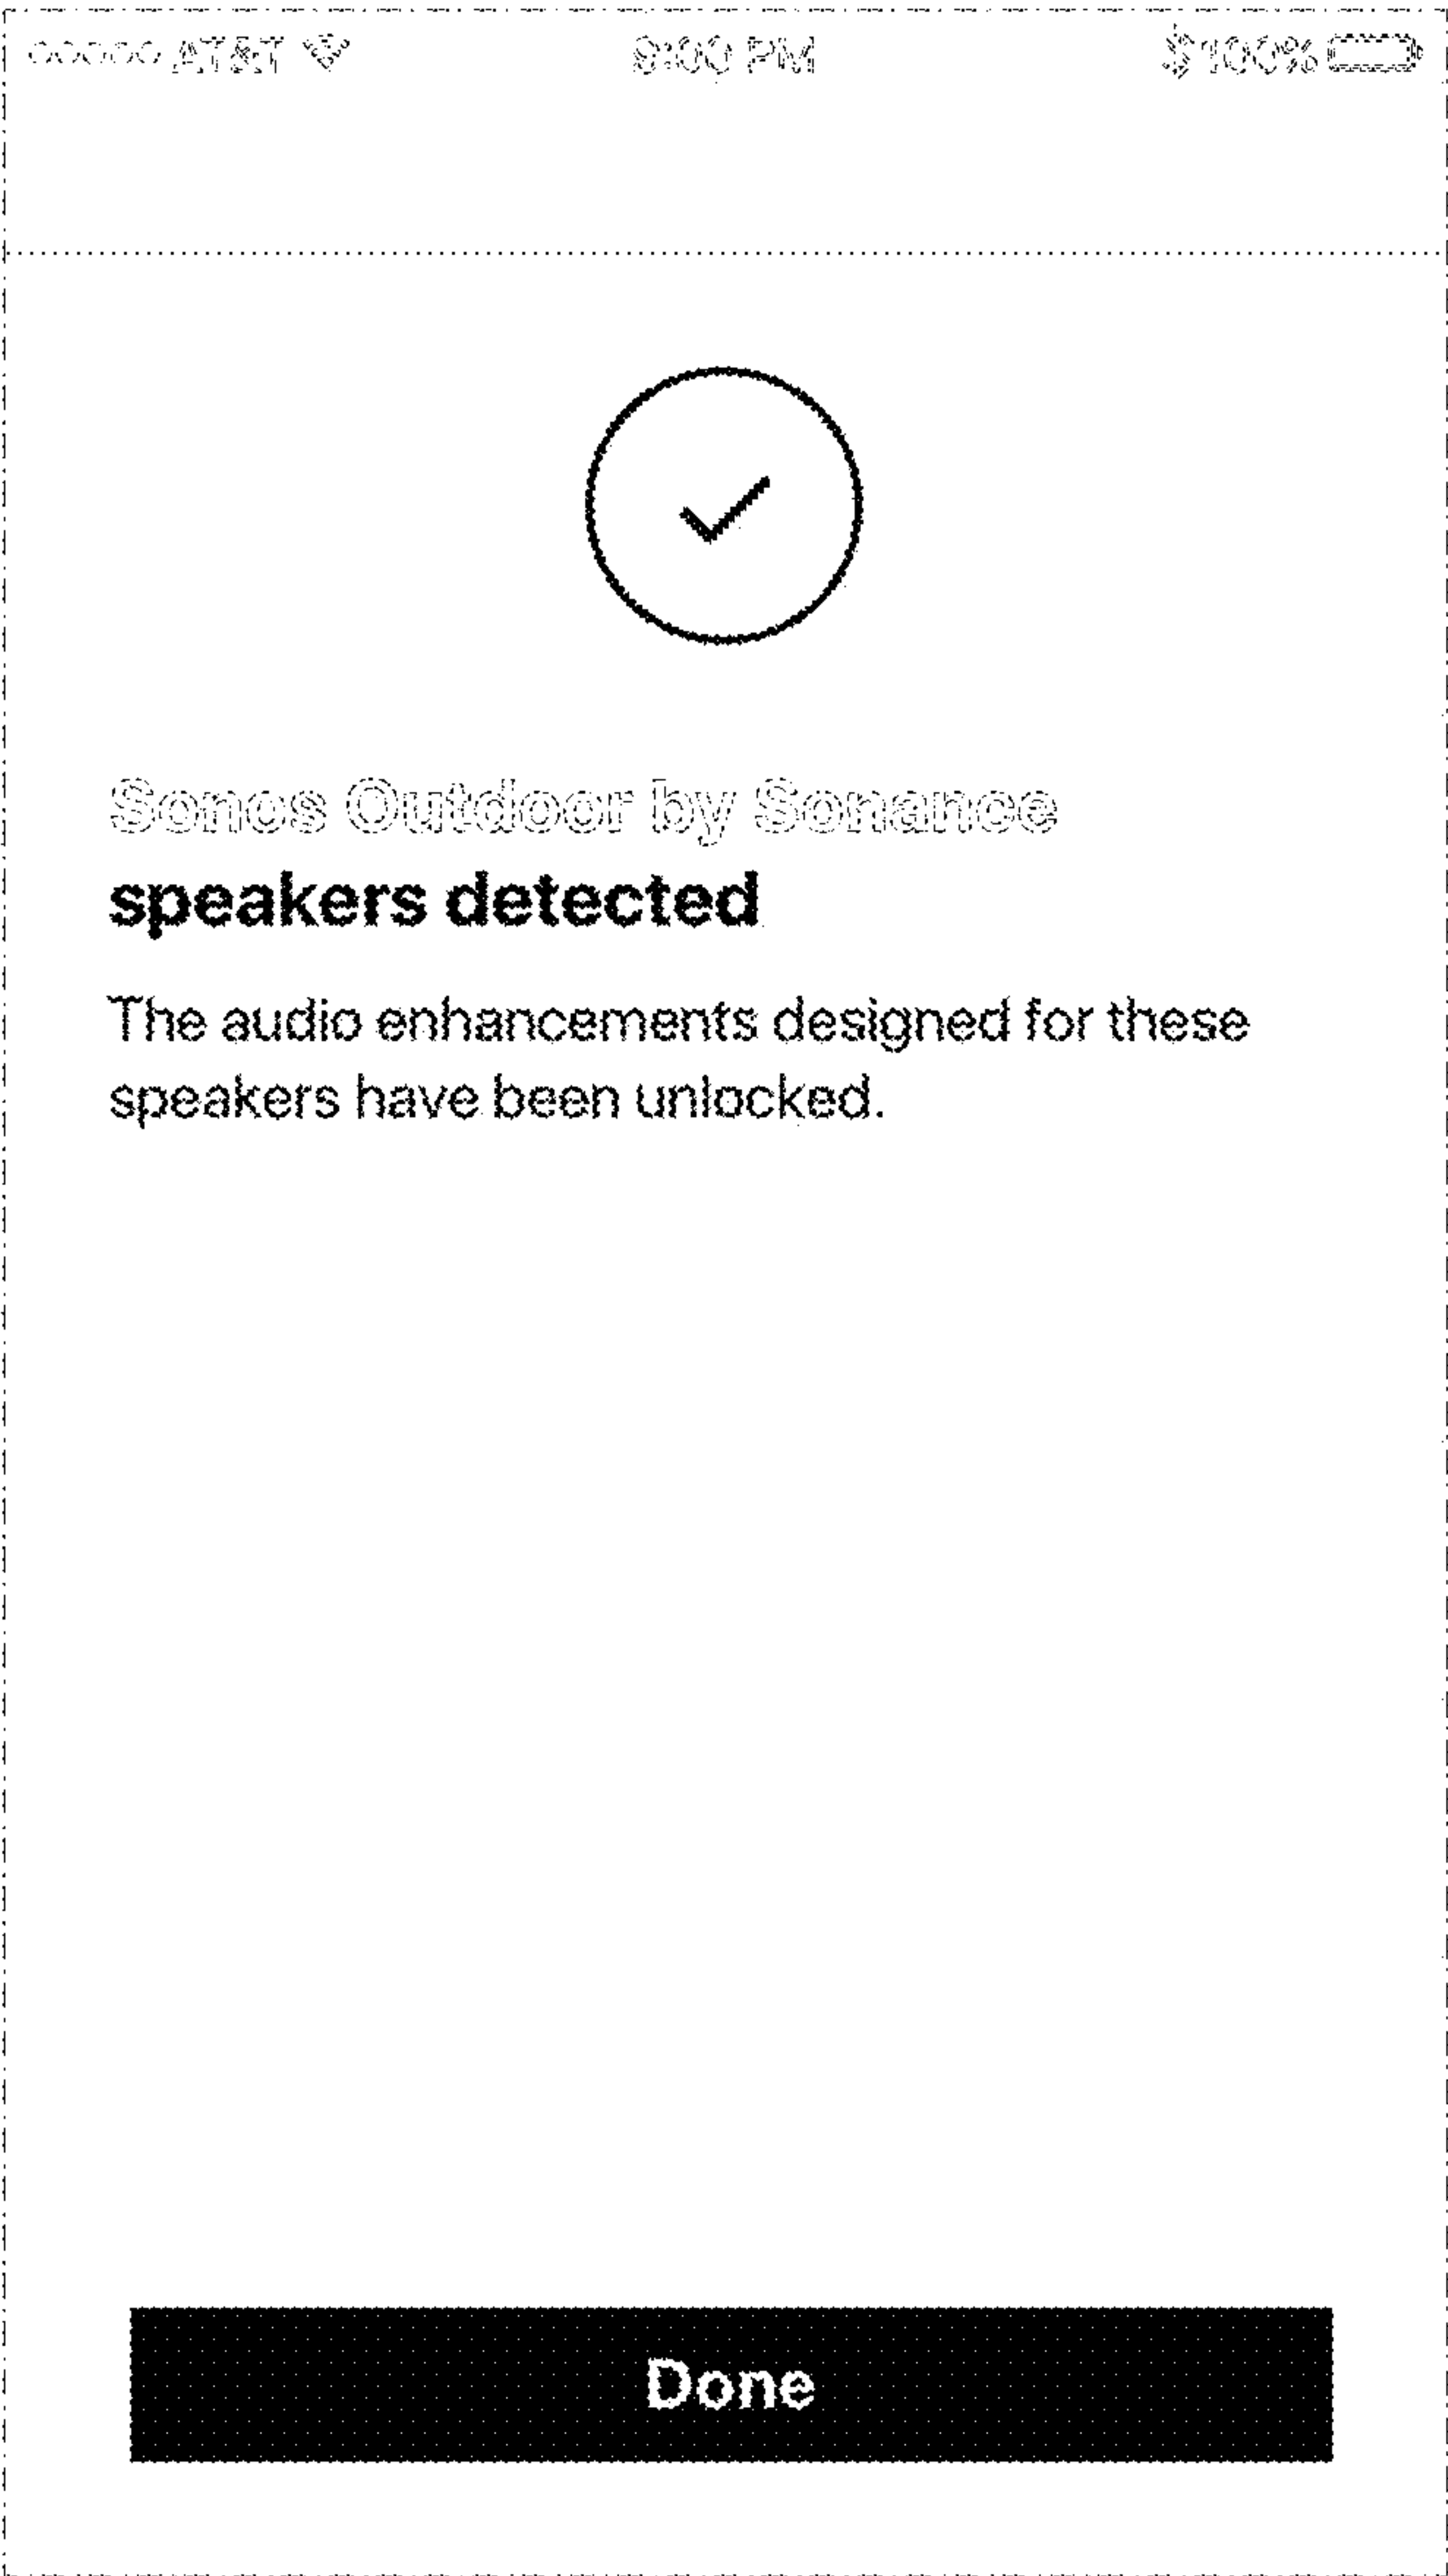 AT&T 9:00 PM 100%
Sonos Outdoor by Sonance
speakers detected
The audio enhancements designed for these
speakers have been unlocked.
Done